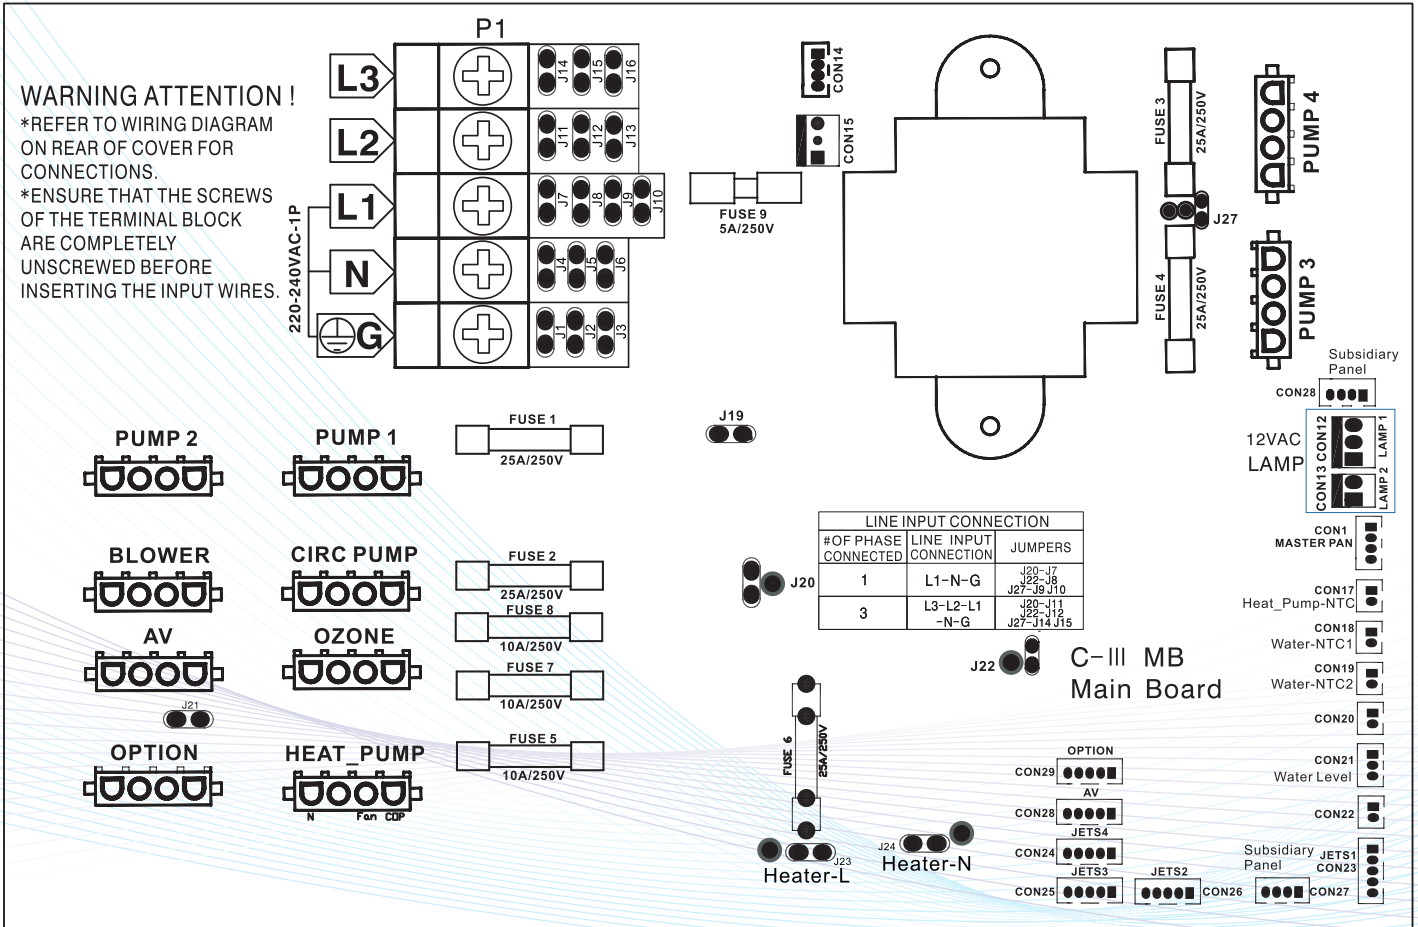 P1
L3
J14
J15
J16
CON14
WARNING ATTENTION !
*REFER TO WIRING DIAGRAM
ON REAR OF COVER FOR
CONNECTIONS.
*ENSURE THAT THE SCREWS
OF THE TERMINAL BLOCK
ARE COMPLETELY
UNSCREWED BEFORE
INSERTING THE INPUT WIRES.
L2
J11
J12
J13
CON15
L1
J7
J8
J9
J10
220-240VAC-1P
N
J4
J5
J6
G
J1
J2
J3
FUSE 9
5A/250V
FUSE 3
25A/250V
PUMP 4
J27
FUSE 4
25A/250V
PUMP 3
Subsidiary
Panel
CON28
12VAC
LAMP
CON12
LAMP 1
CON13
LAMP 2
PUMP 2
PUMP 1
FUSE 1
25A/250V
J19
BLOWER
CIRC PUMP
FUSE 2
25A/250V
FUSE 8
10A/250V
J20
LINE INPUT CONNECTION
#OF PHASE CONNECTED
LINE INPUT CONNECTION
JUMPERS
1
L1-N-G
J20-J7
J22-J8
J27-J9 J10
3
L3-L2-L1
-N-G
J20-J11
J22-J12
J27-J14 J15
CON1
MASTER PAN
CON17
Heat_Pump-NTC
CON18
Water-NTC1
CON19
Water-NTC2
CON20
CON21
Water Level
CON22
AV
OZONE
FUSE 7
10A/250V
J21
J22
C-III MB
Main Board
OPTION
HEAT_PUMP
N
Fan
COP
FUSE 5
10A/250V
FUSE 6
25A/250V
J23
Heater-L
J24
Heater-N
OPTION
CON29
AV
CON28
JETS4
CON24
JETS3
CON25
JETS2
CON26
Subsidiary
Panel
CON27
JETS1
CON23